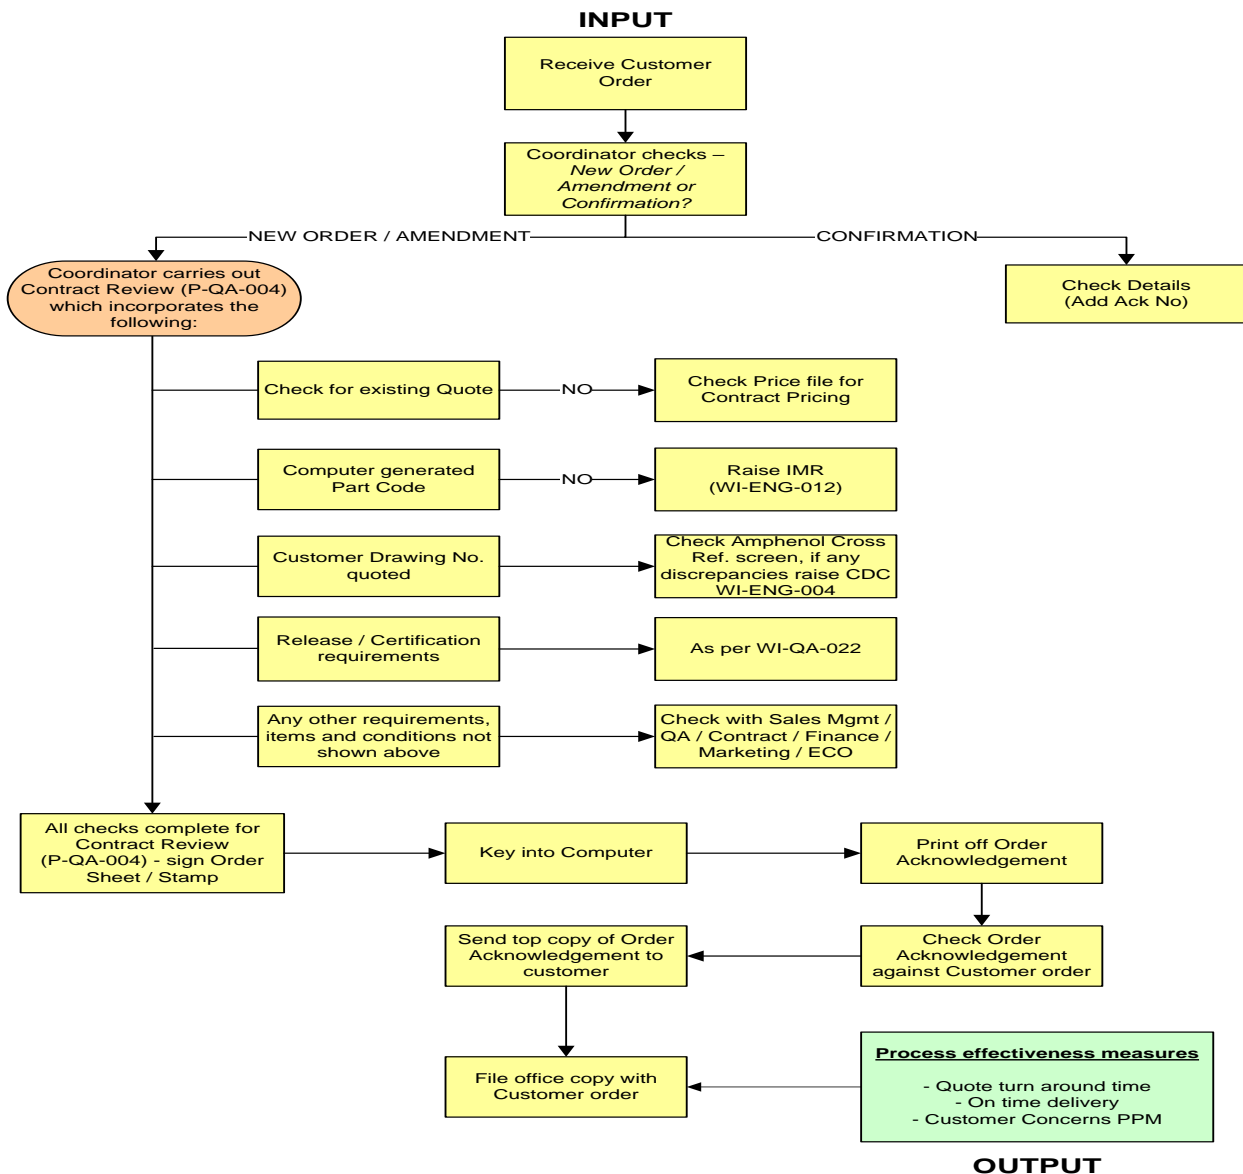 INPUT
Receive Customer
Order
Coordinator checks –
New Order /
Amendment or
Confirmation?
NEW ORDER / AMENDMENT
CONFIRMATION
Coordinator carries out
Contract Review (P-QA-004)
which incorporates the
following:
Check Details
(Add Ack No)
Check for existing Quote
NO
Check Price file for
Contract Pricing
Computer generated
Part Code
NO
Raise IMR
(WI-ENG-012)
Customer Drawing No.
quoted
Check Amphenol Cross
Ref. screen, if any
discrepancies raise CDC
WI-ENG-004
Release / Certification
requirements
As per WI-QA-022
Any other requirements,
items and conditions not
shown above
Check with Sales Mgmt /
QA / Contract / Finance /
Marketing / ECO
All checks complete for
Contract Review
(P-QA-004) - sign Order
Sheet / Stamp
Key into Computer
Print off Order
Acknowledgement
Check Order
Acknowledgement
against Customer order
Send top copy of Order
Acknowledgement to
customer
File office copy with
Customer order
Process effectiveness measures
- Quote turn around time
- On time delivery
- Customer Concerns PPM
OUTPUT